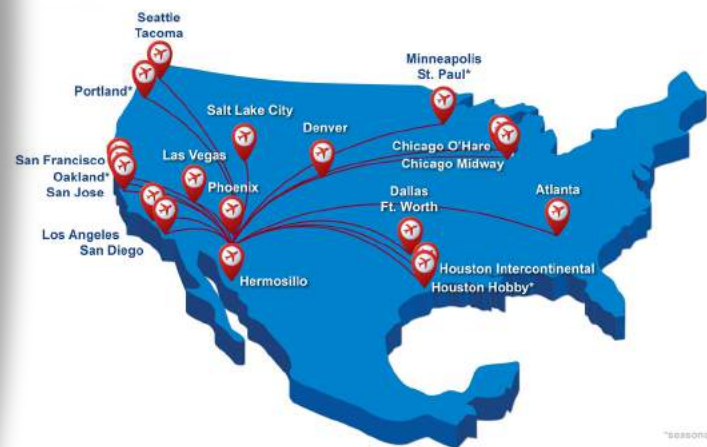 Seattle
Tacoma
Portland*
Minneapolis
St. Paul*
Salt Lake City
Denver
Chicago O'Hare
Chicago Midway
San Francisco
Oakland*
San Jose
Las Vegas
Phoenix
Dallas
Ft. Worth
Atlanta
Los Angeles
San Diego
Hermosillo
Houston Intercontinental
Houston Hobby*